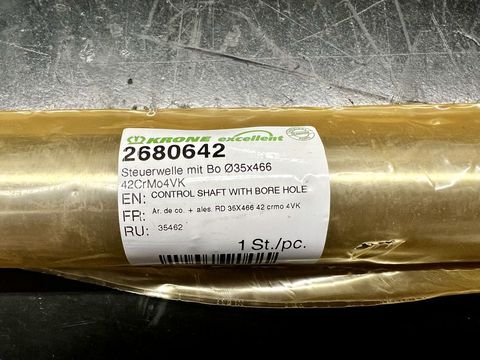 KRONE excellent
2680642
Steuerwelle mit Bo Ø35x466
42CrMo4VK
EN: CONTROL SHAFT WITH BORE HOLE
FR: Ar. de co. + ales. RD 35X466 42 crmo 4VK
RU: 35462
1 St./pc.